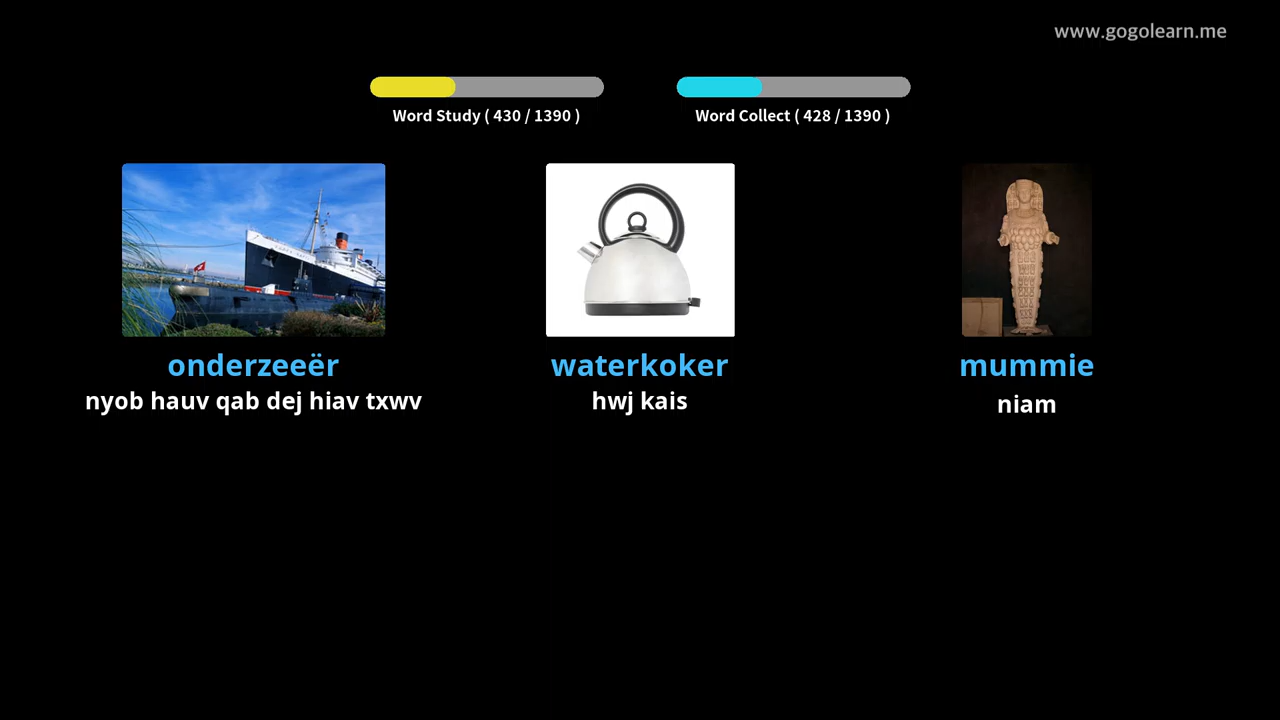 www.gogolearn.me
Word Study ( 430 / 1390 )
Word Collect ( 428 / 1390 )
onderzeeër
waterkoker
mummie
nyob hauv qab dej hiav txwv
hwj kais
niam